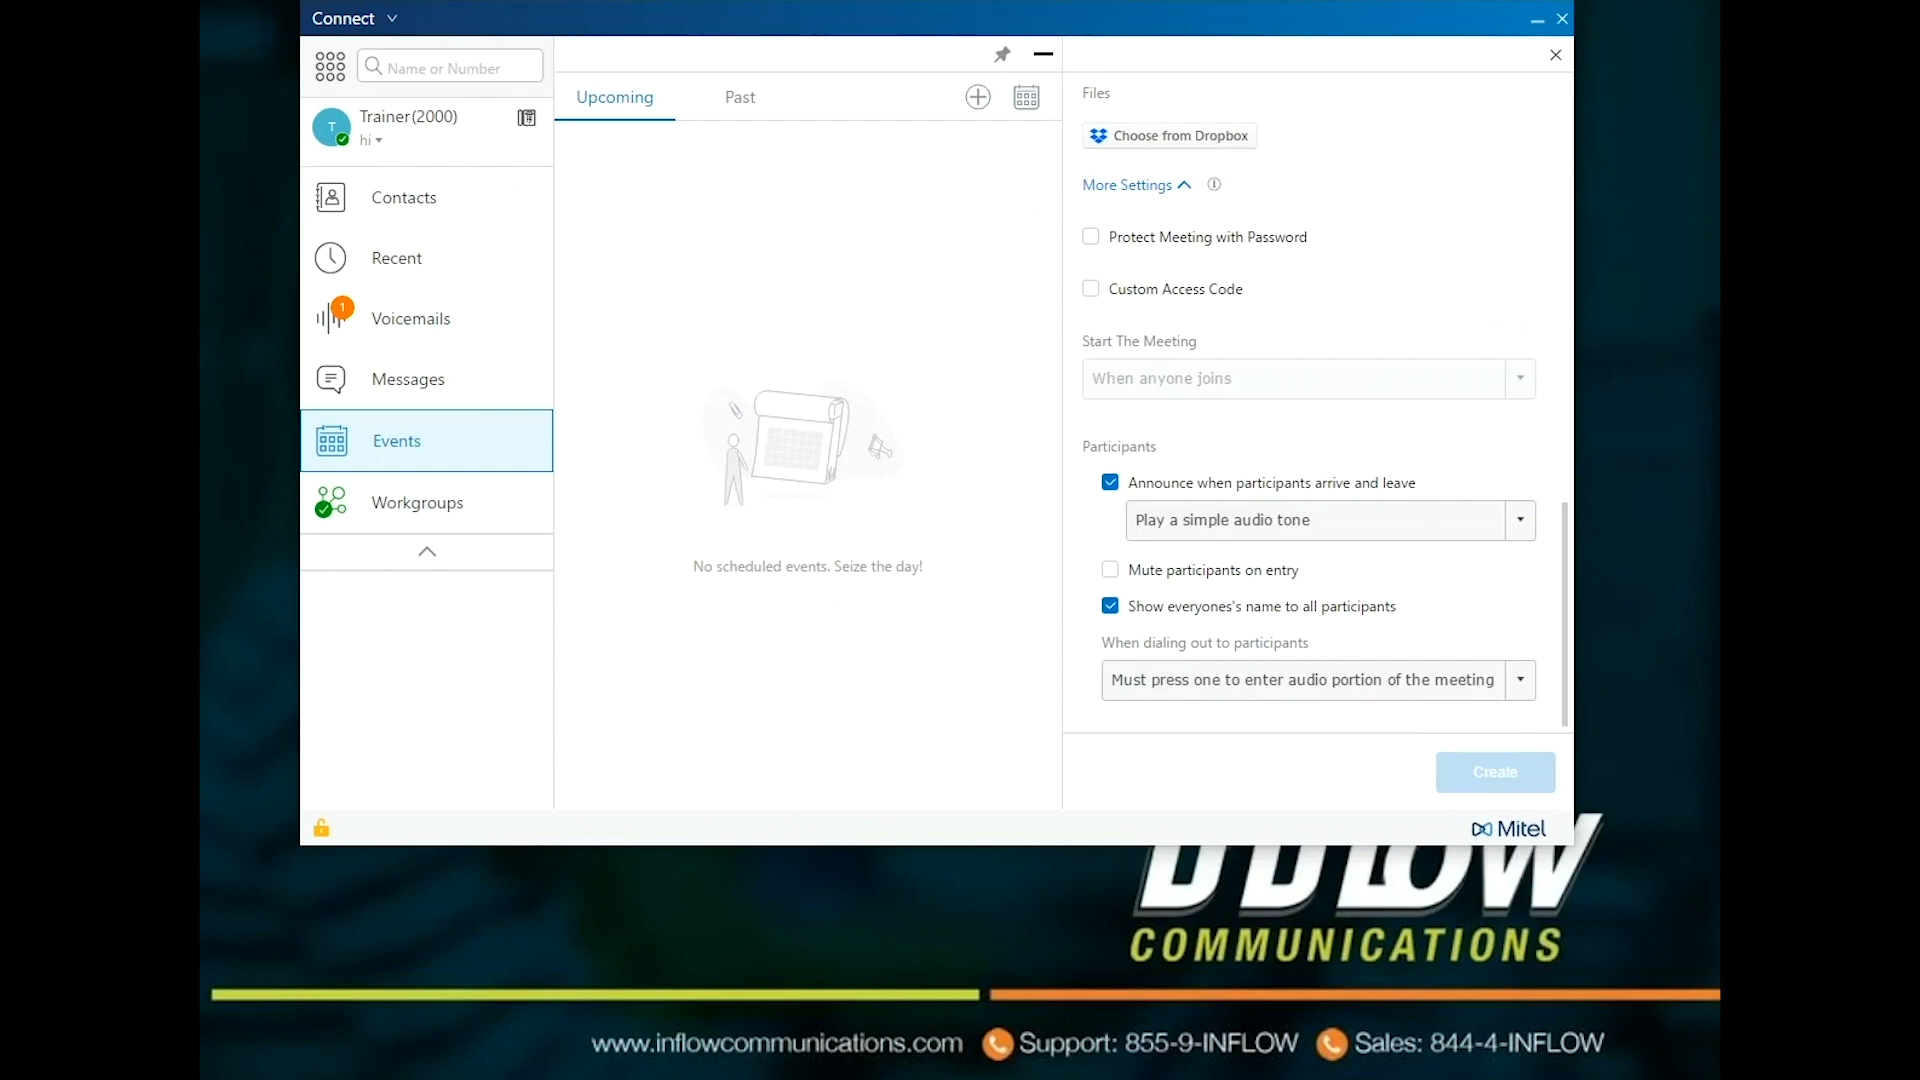 Connect
Name or Number
T
Trainer(2000)
hi
Contacts
Recent
1
Voicemails
Messages
Events
Workgroups
Upcoming
Past
No scheduled events. Seize the day!
Files
Choose from Dropbox
More Settings
Protect Meeting with Password
Custom Access Code
Start The Meeting
When anyone joins
Participants
Announce when participants arrive and leave
Play a simple audio tone
Mute participants on entry
Show everyones's name to all participants
When dialing out to participants
Must press one to enter audio portion of the meeting
Create
Mitel
COMMUNICATIONS
www.inflowcommunications.com Support: 855-9-INFLOW Sales: 844-4-INFLOW